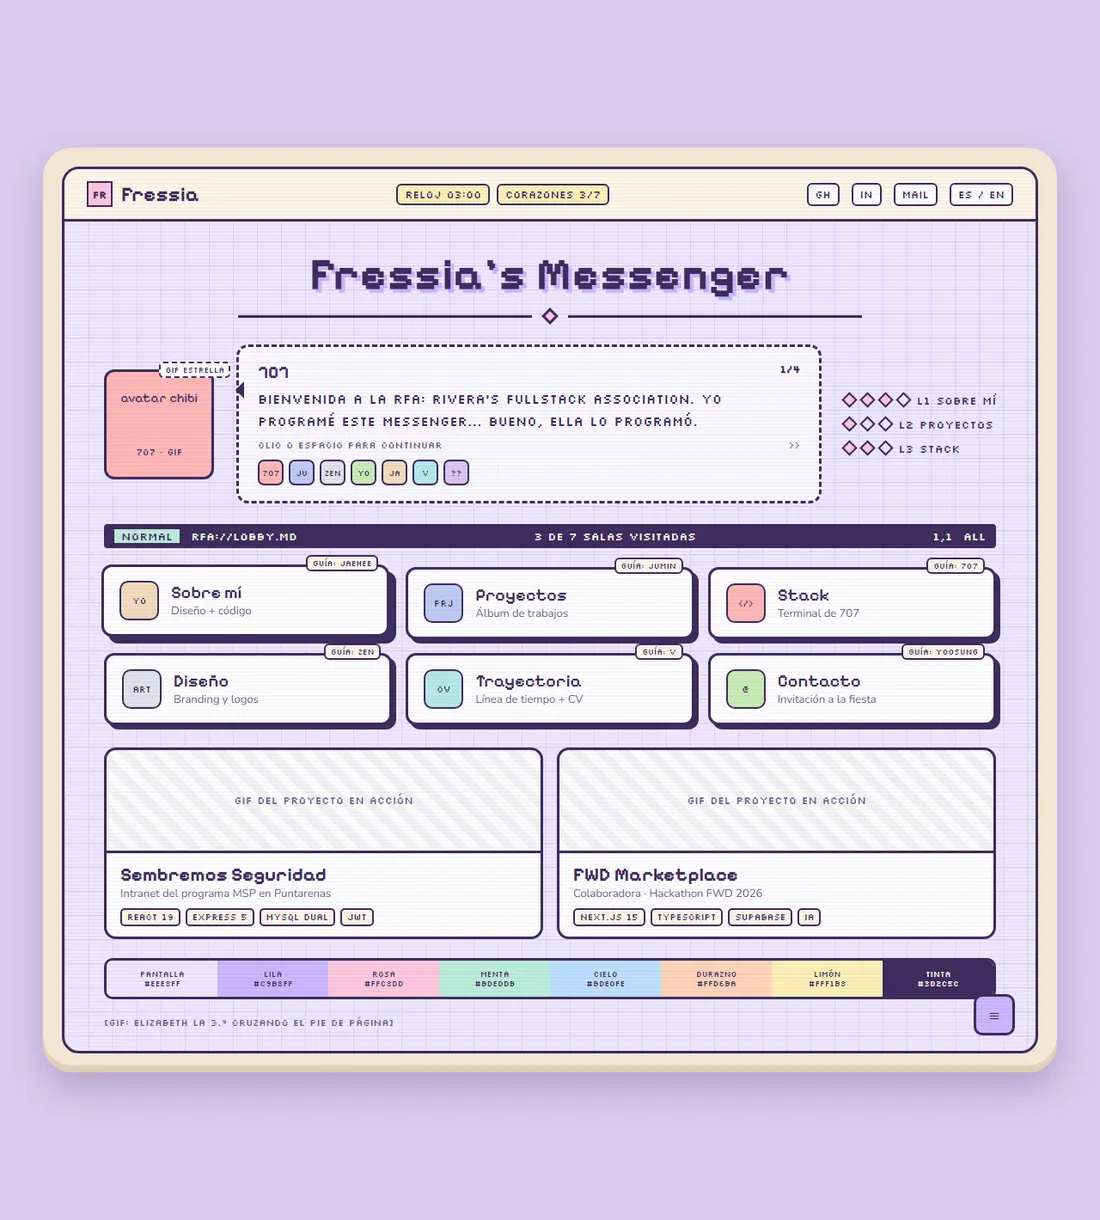 FR Fressia
RELOJ 03:00 CORAZONES 3/7
GH IN MAIL ES / EN
Fressia's Messenger
GIF ESTRELLA
avatar chibi
707 · GIF
707 1/4
BIENVENIDA A LA RFA: RIVERA'S FULLSTACK ASSOCIATION. YO
PROGRAMÉ ESTE MESSENGER... BUENO, ELLA LO PROGRAMÓ.
CLIC O ESPACIO PARA CONTINUAR >>
707 JU ZEN YO JA V ??
L1 SOBRE MÍ
L2 PROYECTOS
L3 STACK
NORMAL RFA://LOBBY.MD 3 DE 7 SALAS VISITADAS 1,1 ALL
GUÍA: JAEHEE
YO Sobre mí
Diseño + código
GUÍA: JUMIN
PRJ Proyectos
Álbum de trabajos
GUÍA: 707
</> Stack
Terminal de 707
GUÍA: ZEN
ART Diseño
Branding y logos
GUÍA: V
CV Trayectoria
Línea de tiempo + CV
GUÍA: YOOSUNG
@ Contacto
Invitación a la fiesta
GIF DEL PROYECTO EN ACCIÓN
Sembremos Seguridad
Intranet del programa MSP en Puntarenas
REACT 19 EXPRESS 5 MYSQL DUAL JWT
GIF DEL PROYECTO EN ACCIÓN
FWD Marketplace
Colaboradora · Hackathon FWD 2026
NEXT.JS 15 TYPESCRIPT SUPABASE IA
PANTALLA
#EEE8FF
LILA
#C9B8FF
ROSA
#FFC8DD
MENTA
#BDEDDB
CIELO
#BDE0FE
DURAZNO
#FFD6BA
LIMÓN
#FFF1B8
TINTA
#3D2C5C
[GIF: ELIZABETH LA 3.ª CRUZANDO EL PIE DE PÁGINA]